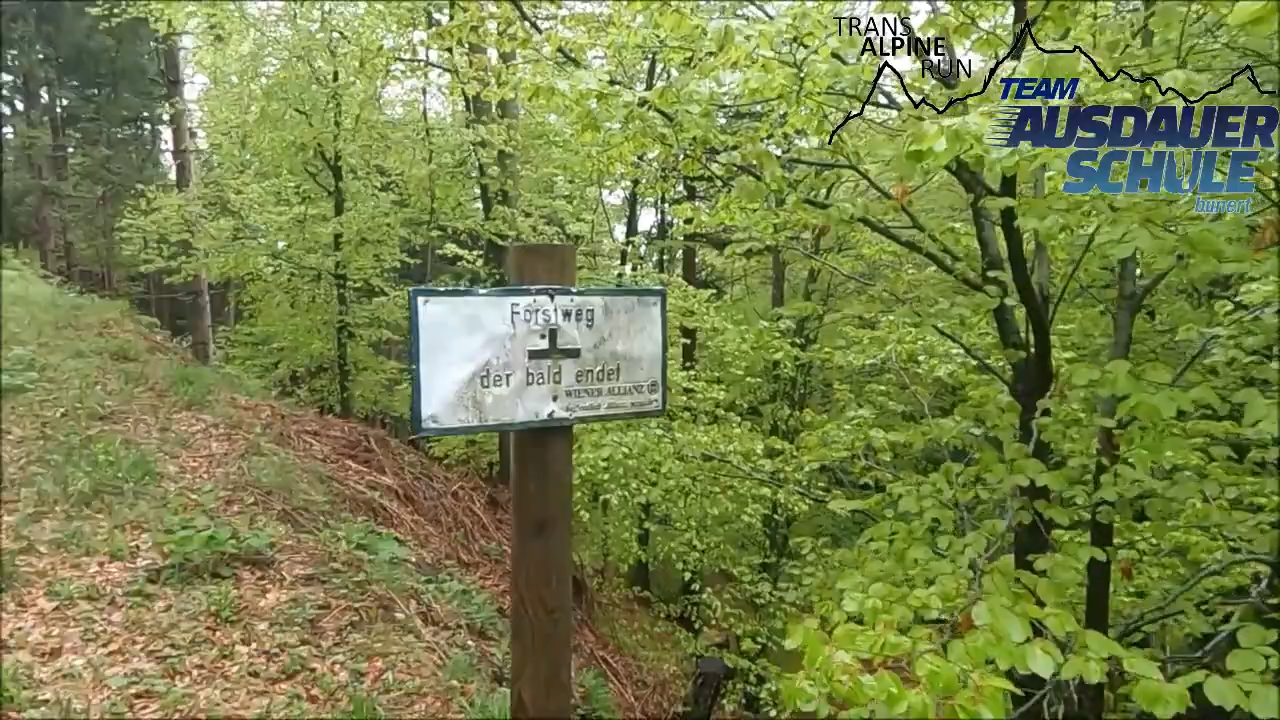 TRANS
ALPINE
RUN
TEAM
AUSDAUER
SCHULE
bunert
Forstweg
der bald endet
WIENER ALLIANZ